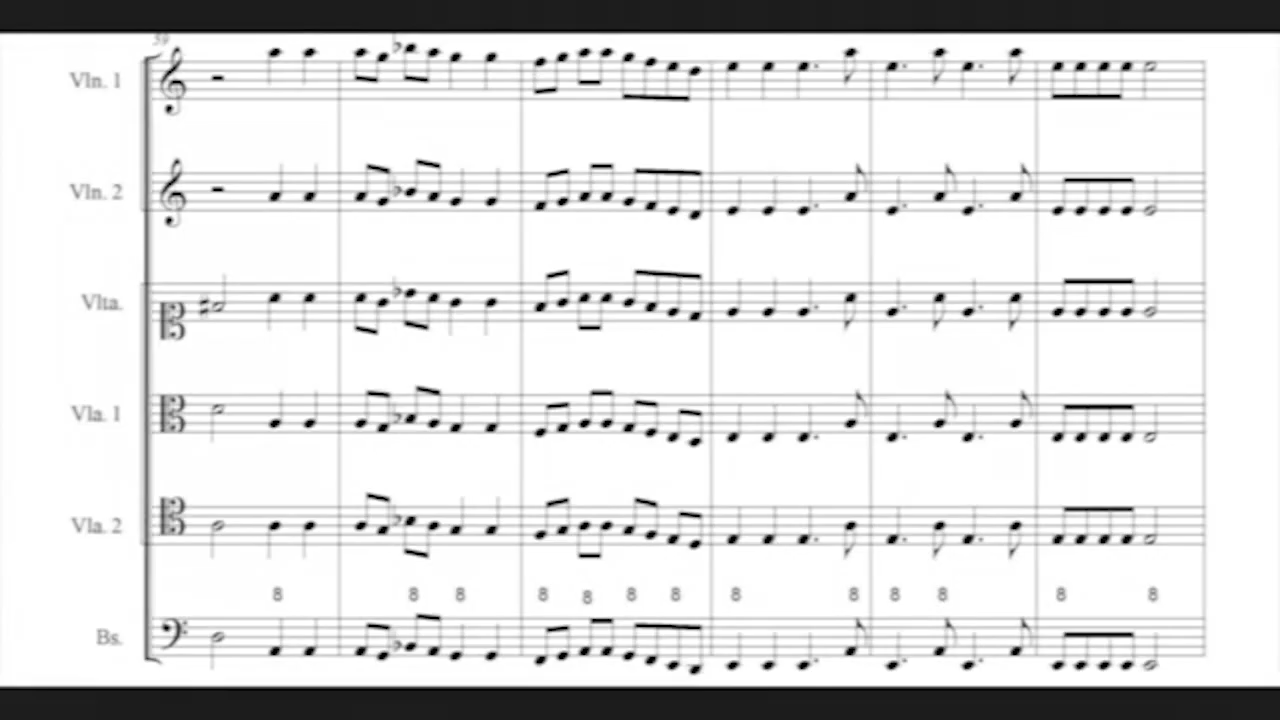 59
Vln. 1
Vln. 2
Vlta.
Vla. 1
Vla. 2
8 8 8 8 8 8 8 8 8 8 8 8 8
Bs.